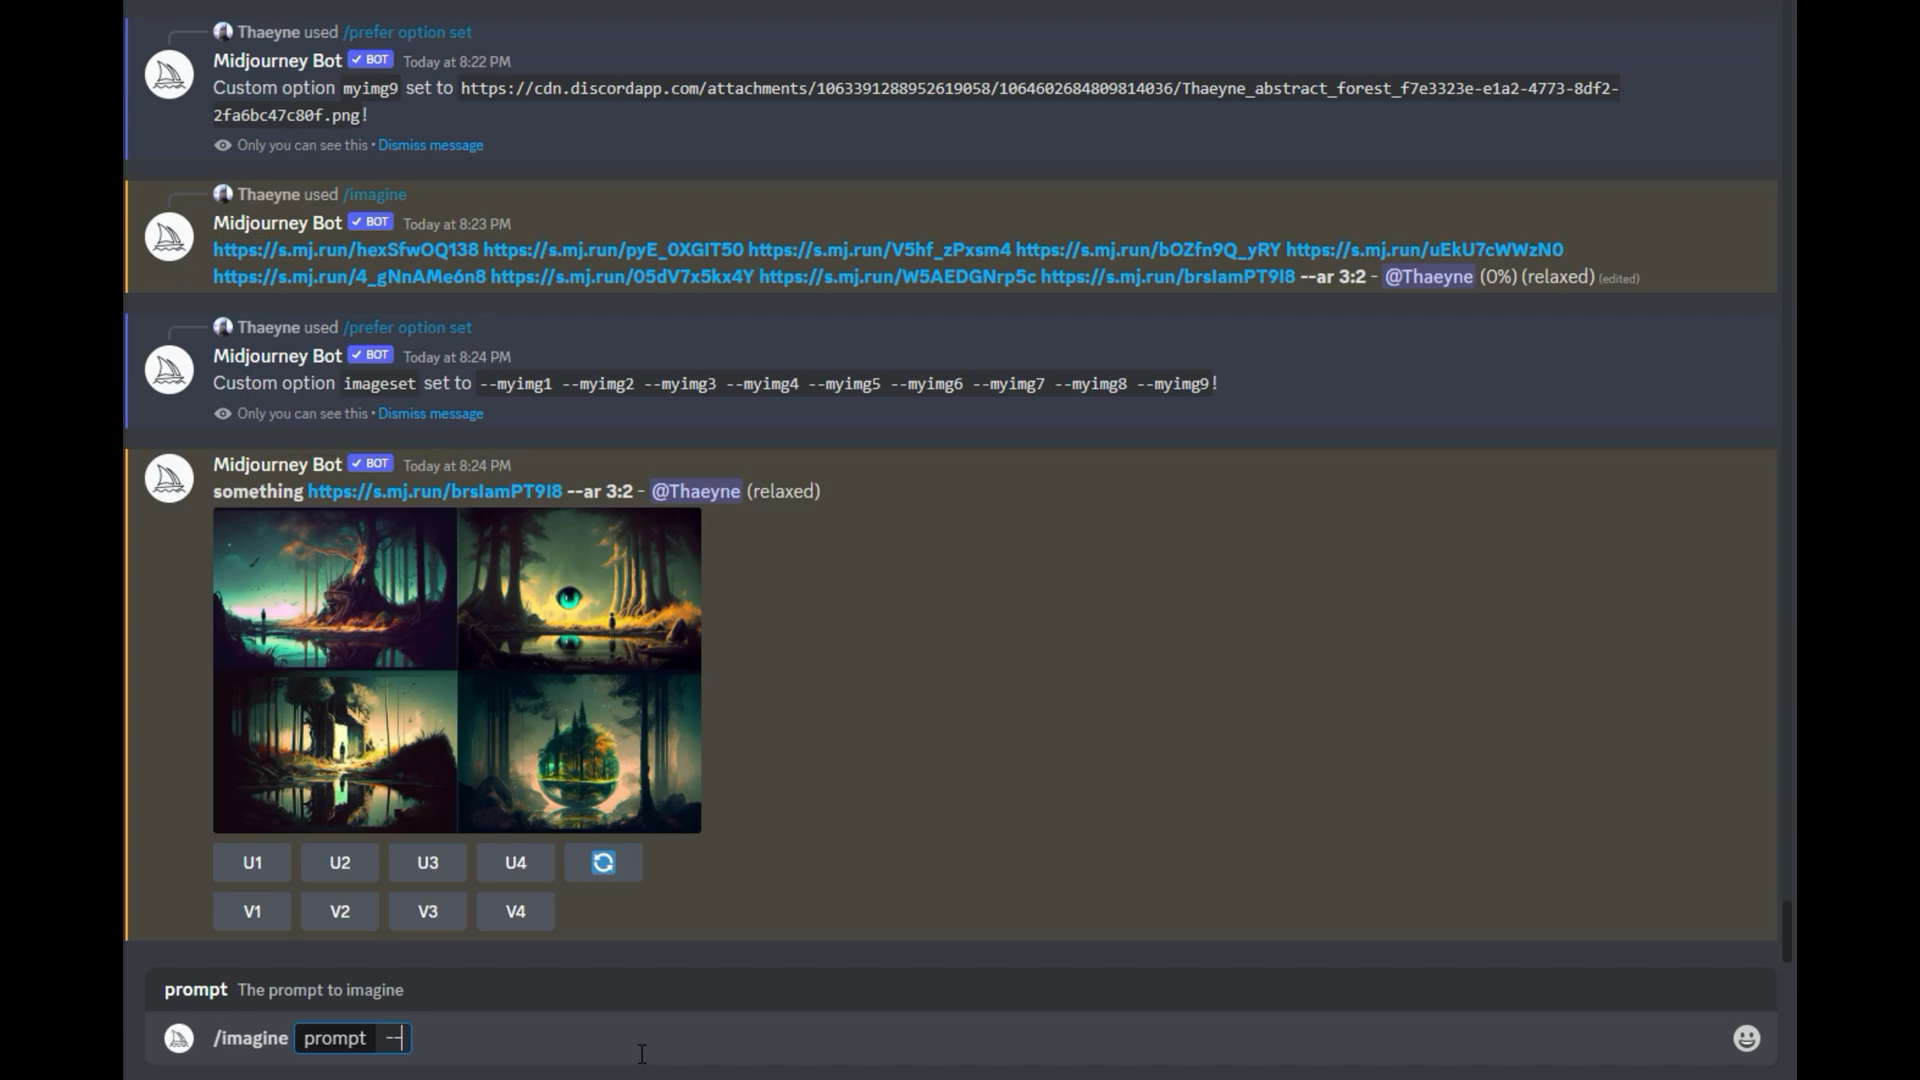 Thaeyne used /prefer option set
Midjourney Bot ✓ BOT Today at 8:22 PM
Custom option myimg9 set to https://cdn.discordapp.com/attachments/1063391288952619058/1064602684809814036/Thaeyne_abstract_forest_f7e3323e-e1a2-4773-8df2-
2fa6bc47c80f.png!
Only you can see this • Dismiss message
Thaeyne used /imagine
Midjourney Bot ✓ BOT Today at 8:23 PM
https://s.mj.run/hexSfwOQ138 https://s.mj.run/pyE_0XGIT50 https://s.mj.run/V5hf_zPxsm4 https://s.mj.run/bOZfn9Q_yRY https://s.mj.run/uEkU7cWWzN0
https://s.mj.run/4_gNnAMe6n8 https://s.mj.run/05dV7x5kx4Y https://s.mj.run/W5AEDGNrp5c https://s.mj.run/brsIamPT9I8 --ar 3:2 - @Thaeyne (0%) (relaxed) (edited)
Thaeyne used /prefer option set
Midjourney Bot ✓ BOT Today at 8:24 PM
Custom option imageset set to --myimg1 --myimg2 --myimg3 --myimg4 --myimg5 --myimg6 --myimg7 --myimg8 --myimg9!
Only you can see this • Dismiss message
Midjourney Bot ✓ BOT Today at 8:24 PM
something https://s.mj.run/brsIamPT9I8 --ar 3:2 - @Thaeyne (relaxed)
U1 U2 U3 U4
V1 V2 V3 V4
prompt The prompt to imagine
/imagine prompt --